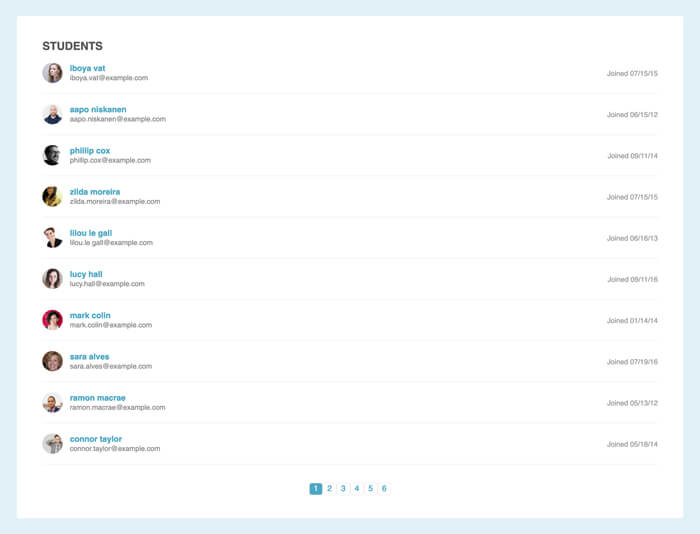 STUDENTS
iboya vat
iboya.vat@example.com
Joined 07/15/15
aapo niskanen
aapo.niskanen@example.com
Joined 06/15/12
phillip cox
phillip.cox@example.com
Joined 09/11/14
zilda moreira
zilda.moreira@example.com
Joined 07/15/15
lilou le gall
lilou.le gall@example.com
Joined 06/16/13
lucy hall
lucy.hall@example.com
Joined 09/11/16
mark colin
mark.colin@example.com
Joined 01/14/14
sara alves
sara.alves@example.com
Joined 07/19/16
ramon macrae
ramon.macrae@example.com
Joined 05/13/12
connor taylor
connor.taylor@example.com
Joined 05/18/14
1 2 3 4 5 6